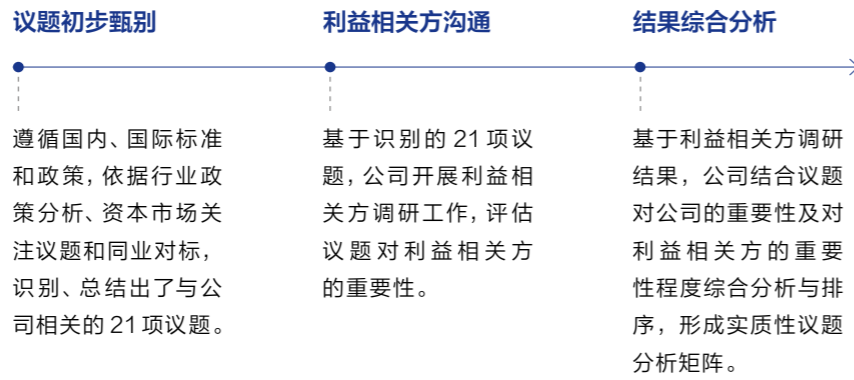 议题初步甄别
遵循国内、国际标准
和政策，依据行业政
策分析、资本市场关
注议题和同业对标，
识别、总结出了与公
司相关的 21 项议题。
利益相关方沟通
基于识别的 21 项议
题，公司开展利益相
关方调研工作，评估
议题对利益相关方
的重要性。
结果综合分析
基于利益相关方调研
结果，公司结合议题
对公司的重要性及对
利益相关方的重要
性程度综合分析与排
序，形成实质性议题
分析矩阵。